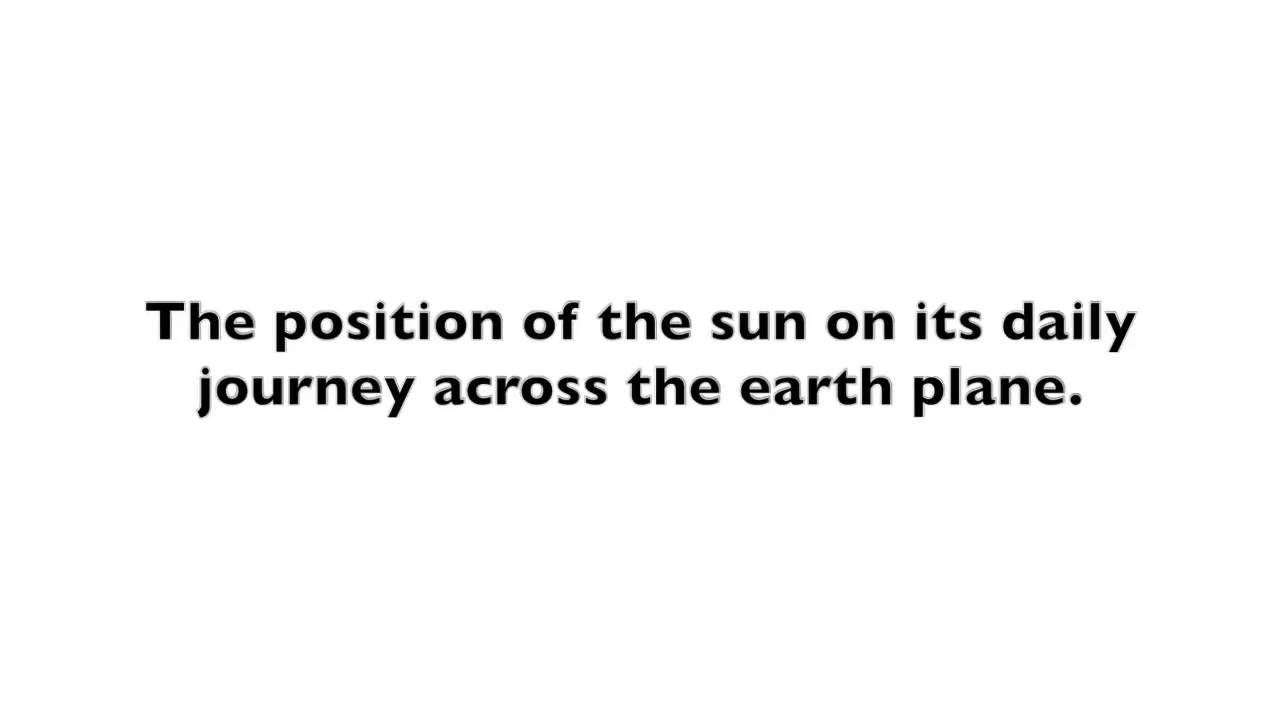 The position of the sun on its daily
journey across the earth plane.